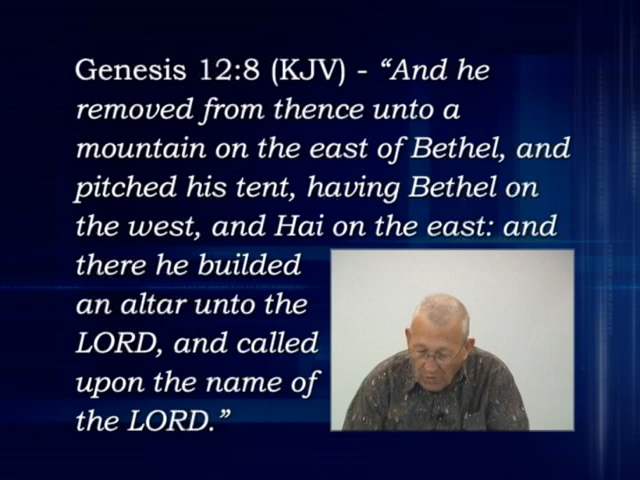 Genesis 12:8 (KJV) - “And he
removed from thence unto a
mountain on the east of Bethel, and
pitched his tent, having Bethel on
the west, and Hai on the east: and
there he builded
an altar unto the
LORD, and called
upon the name of
the LORD.”